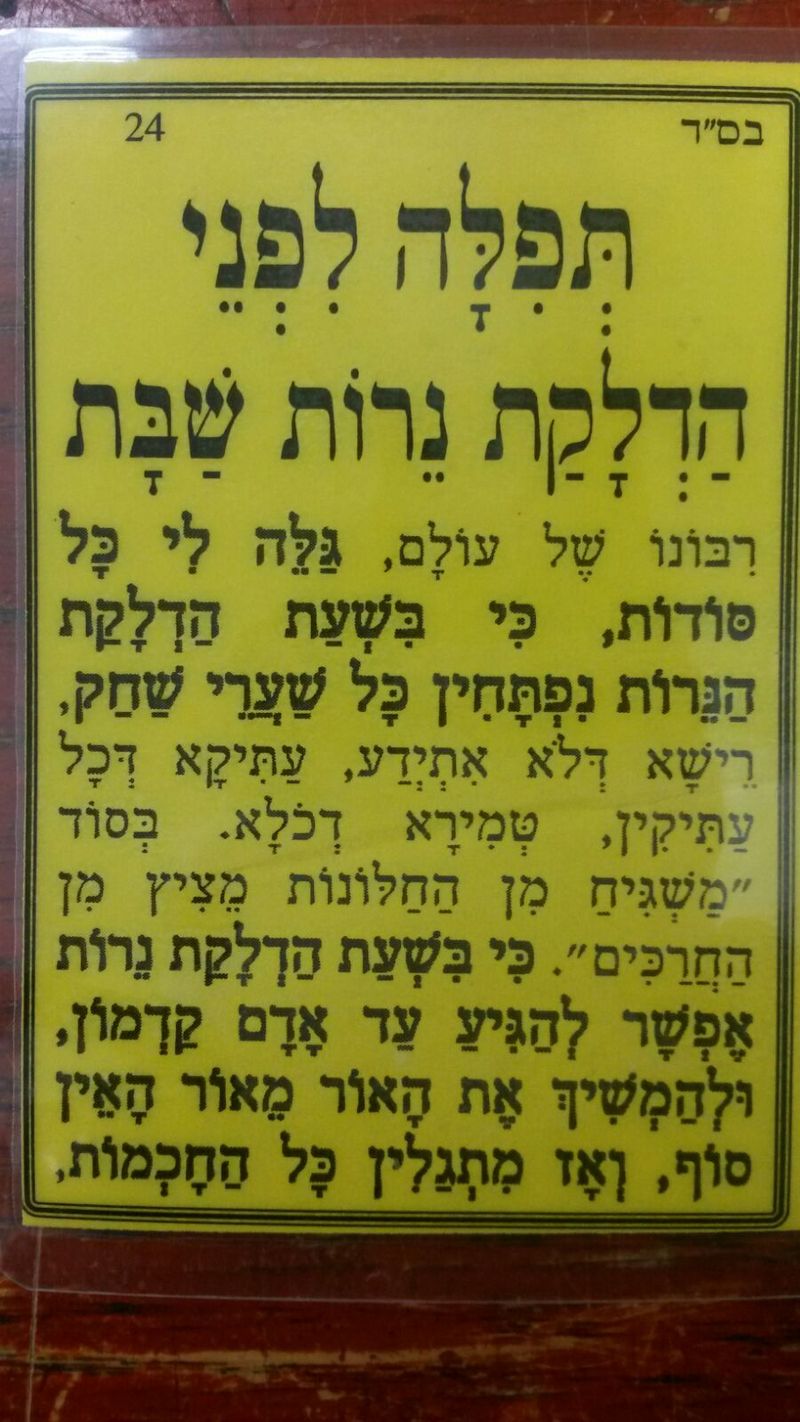 בס״ד 24
תְּפִלָּה לִפְנֵי
הַדְלָקַת נֵרוֹת שַׁבָּת
רִבּוֹנוֹ שֶׁל עוֹלָם, גַּלֵּה לִי כָּל
סוֹדוֹת, כִּי בִּשְׁעַת הַדְלָקַת
הַנֵּרוֹת נִפְתָּחִין כָּל שַׁעֲרֵי שַׁחַק,
רֵישָׁא דְּלֹא אִתְיְדַע, עַתִּיקָא דְּכָל
עַתִּיקִין, טְמִירָא דְכֹלָא. בְּסוֹד
״מַשְׁגִּיחַ מִן הַחַלּוֹנוֹת מֵצִיץ מִן
הַחֲרַכִּים״. כִּי בִּשְׁעַת הַדְלָקַת נֵרוֹת
אֶפְשָׁר לְהַגִּיעַ עַד אָדָם קַדְמוֹן,
וּלְהַמְשִׁיךְ אֶת הָאוֹר מֵאוֹר הָאֵין
סוֹף, וְאָז מִתְגַּלִין כָּל הַחָכְמוֹת,